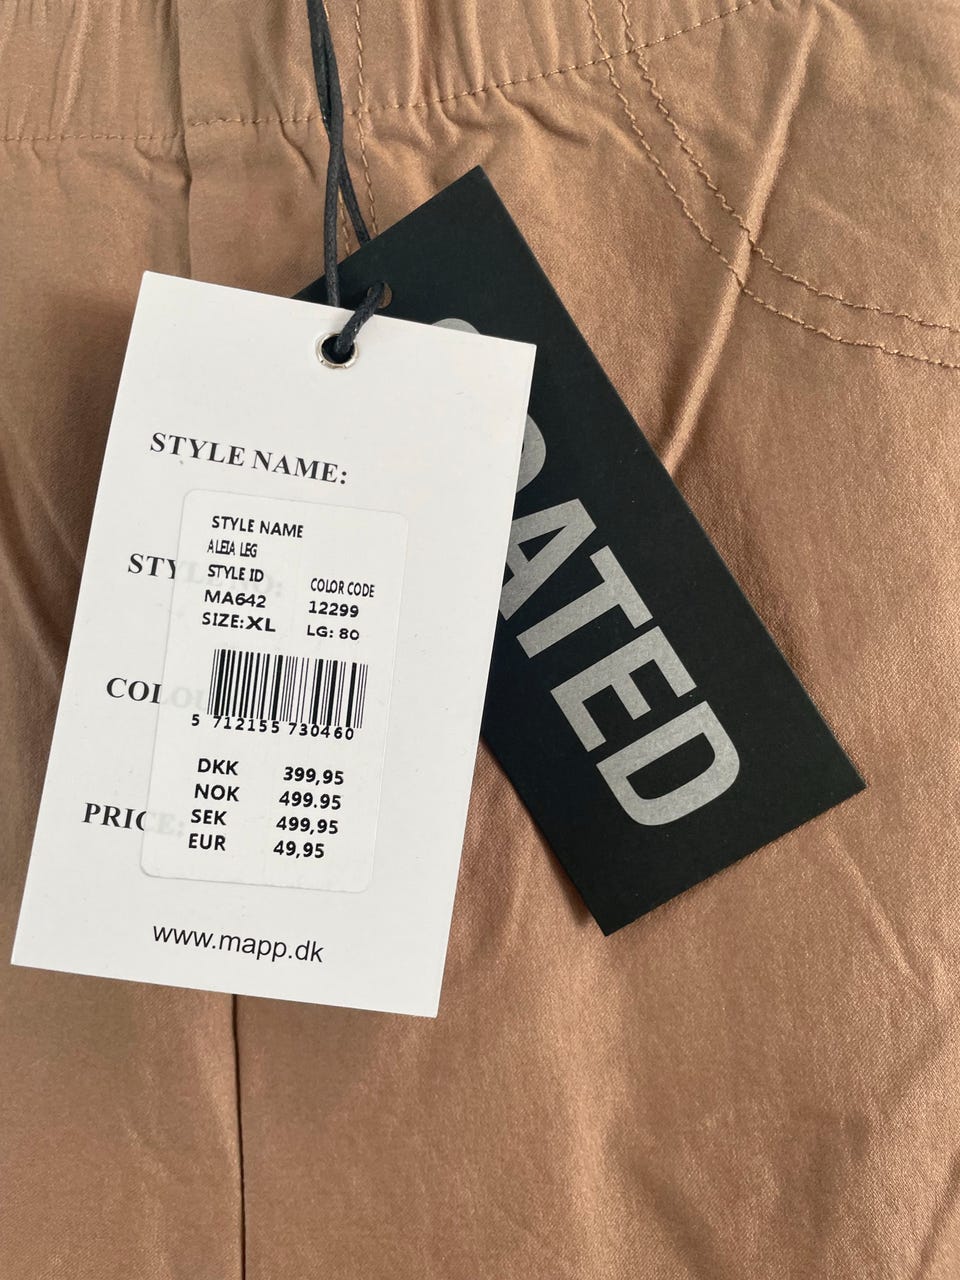 STYLE NAME:
STYLE NAME
ALEIA LEG
STYLE ID
COLOR CODE
MA642
12299
SIZE: XL
LG: 80
5 712155 730460
DKK 399,95
NOK 499.95
SEK 499,95
EUR 49,95
PRICE:
www.mapp.dk